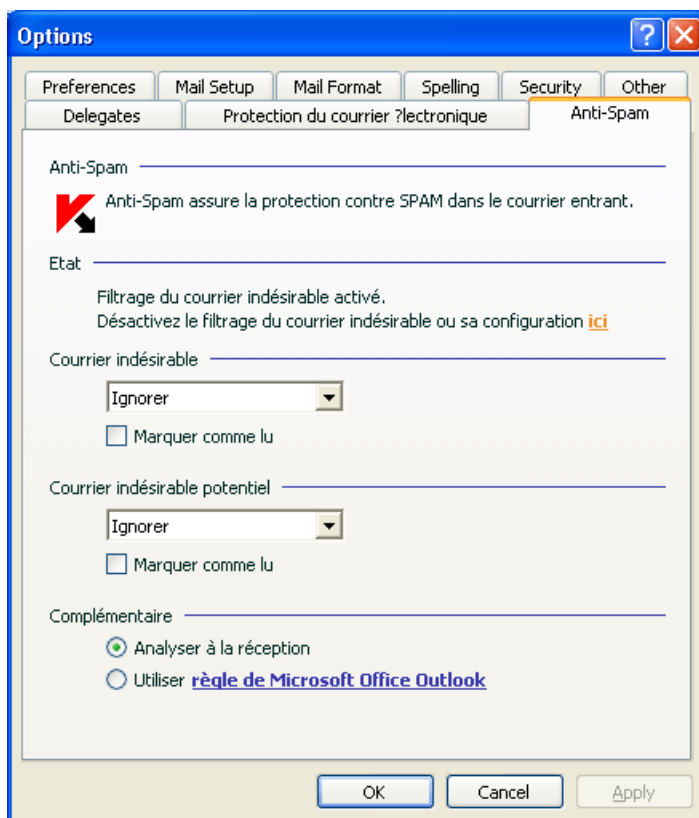 Options
Preferences Mail Setup Mail Format Spelling Security Other
Delegates Protection du courrier ?lectronique Anti-Spam
Anti-Spam
Anti-Spam assure la protection contre SPAM dans le courrier entrant.
Etat
Filtrage du courrier indésirable activé.
Désactivez le filtrage du courrier indésirable ou sa configuration ici
Courrier indésirable
Ignorer
Marquer comme lu
Courrier indésirable potentiel
Ignorer
Marquer comme lu
Complémentaire
Analyser à la réception
Utiliser règle de Microsoft Office Outlook
OK Cancel Apply